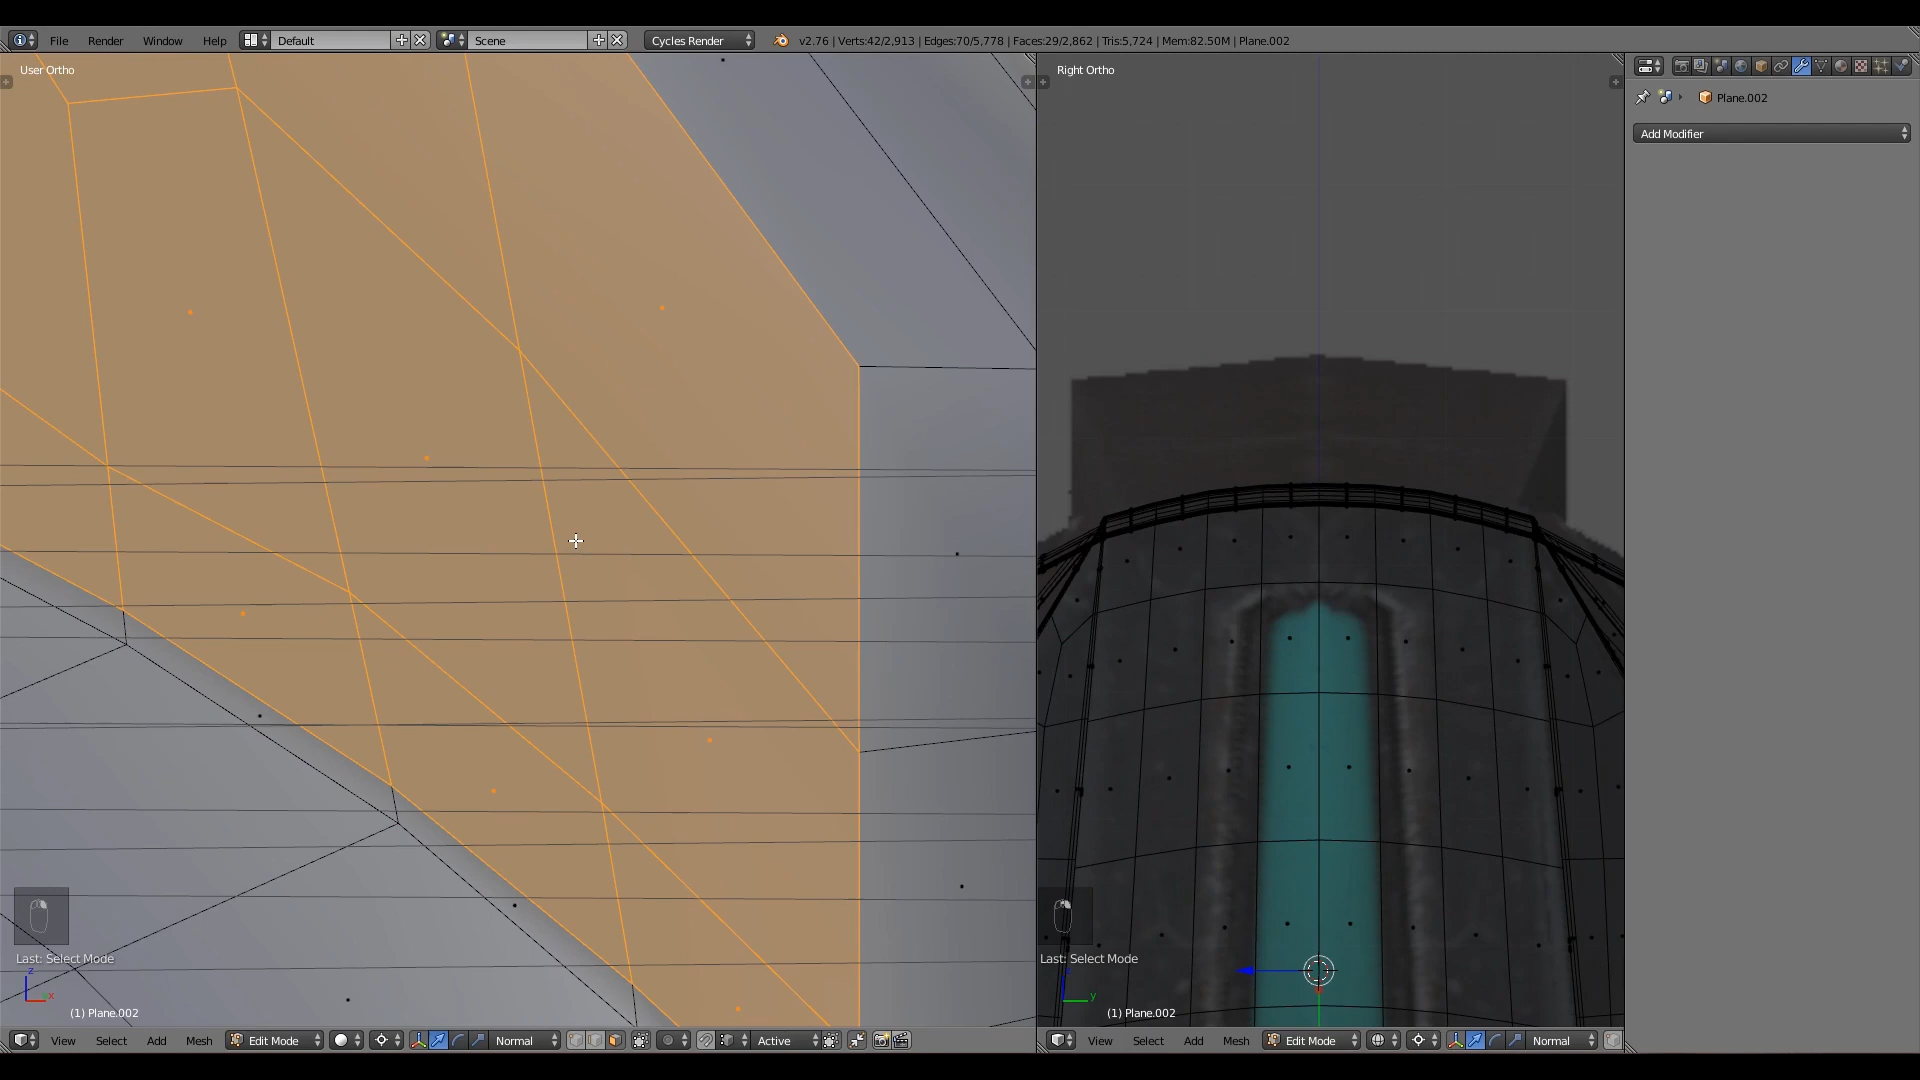 File Render Window Help Default Scene Cycles Render v2.76 | Verts:42/2,913 | Edges:70/5,778 | Faces:29/2,862 | Tris:5,724 | Mem:82.50M | Plane.002
User Ortho
Right Ortho
Plane.002
Add Modifier
Last: Select Mode
z
x
(1) Plane.002
Last: Select Mode
y
(1) Plane.002
View Select Add Mesh Edit Mode Normal Active
View Select Add Mesh Edit Mode Normal